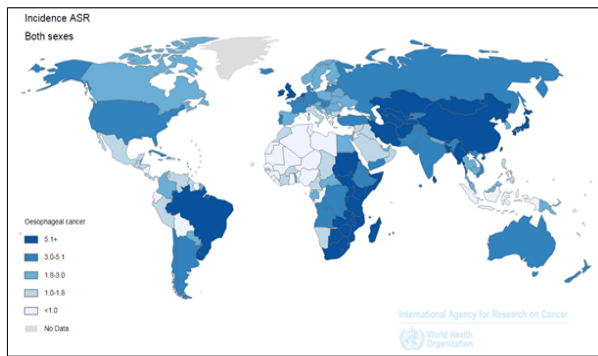 Incidence ASR
Both sexes
Oesophageal cancer
5.1+
3.0-5.1
1.8-3.0
1.0-1.8
<1.0
No Data
International Agency for Research on Cancer
World Health
Organization